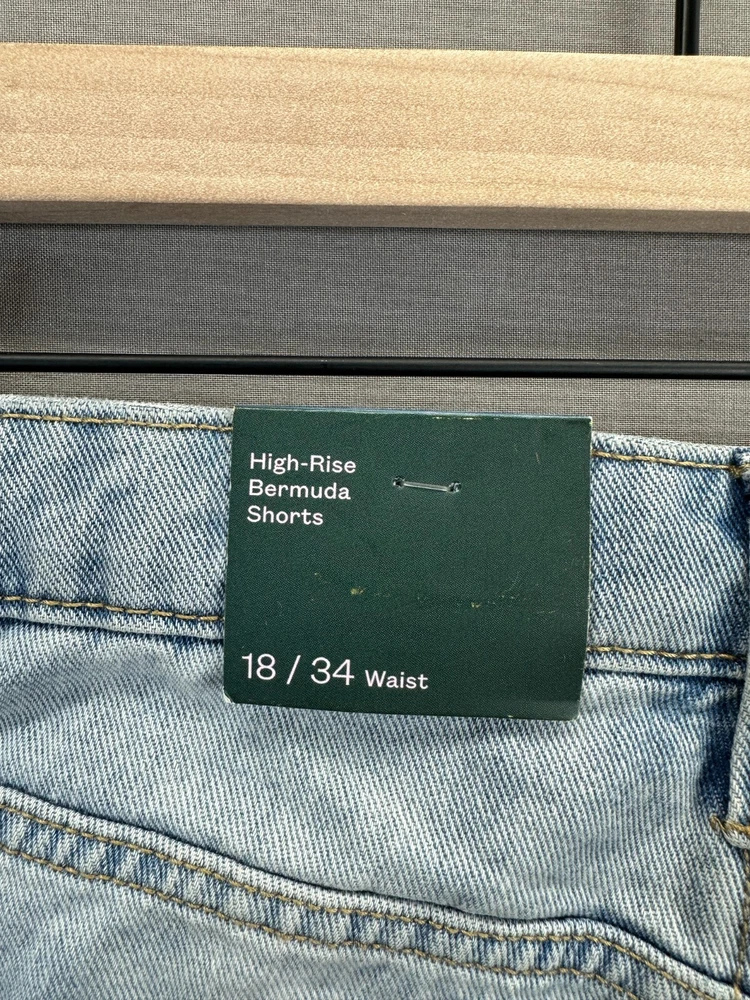 High-Rise
Bermuda
Shorts
18 / 34 Waist